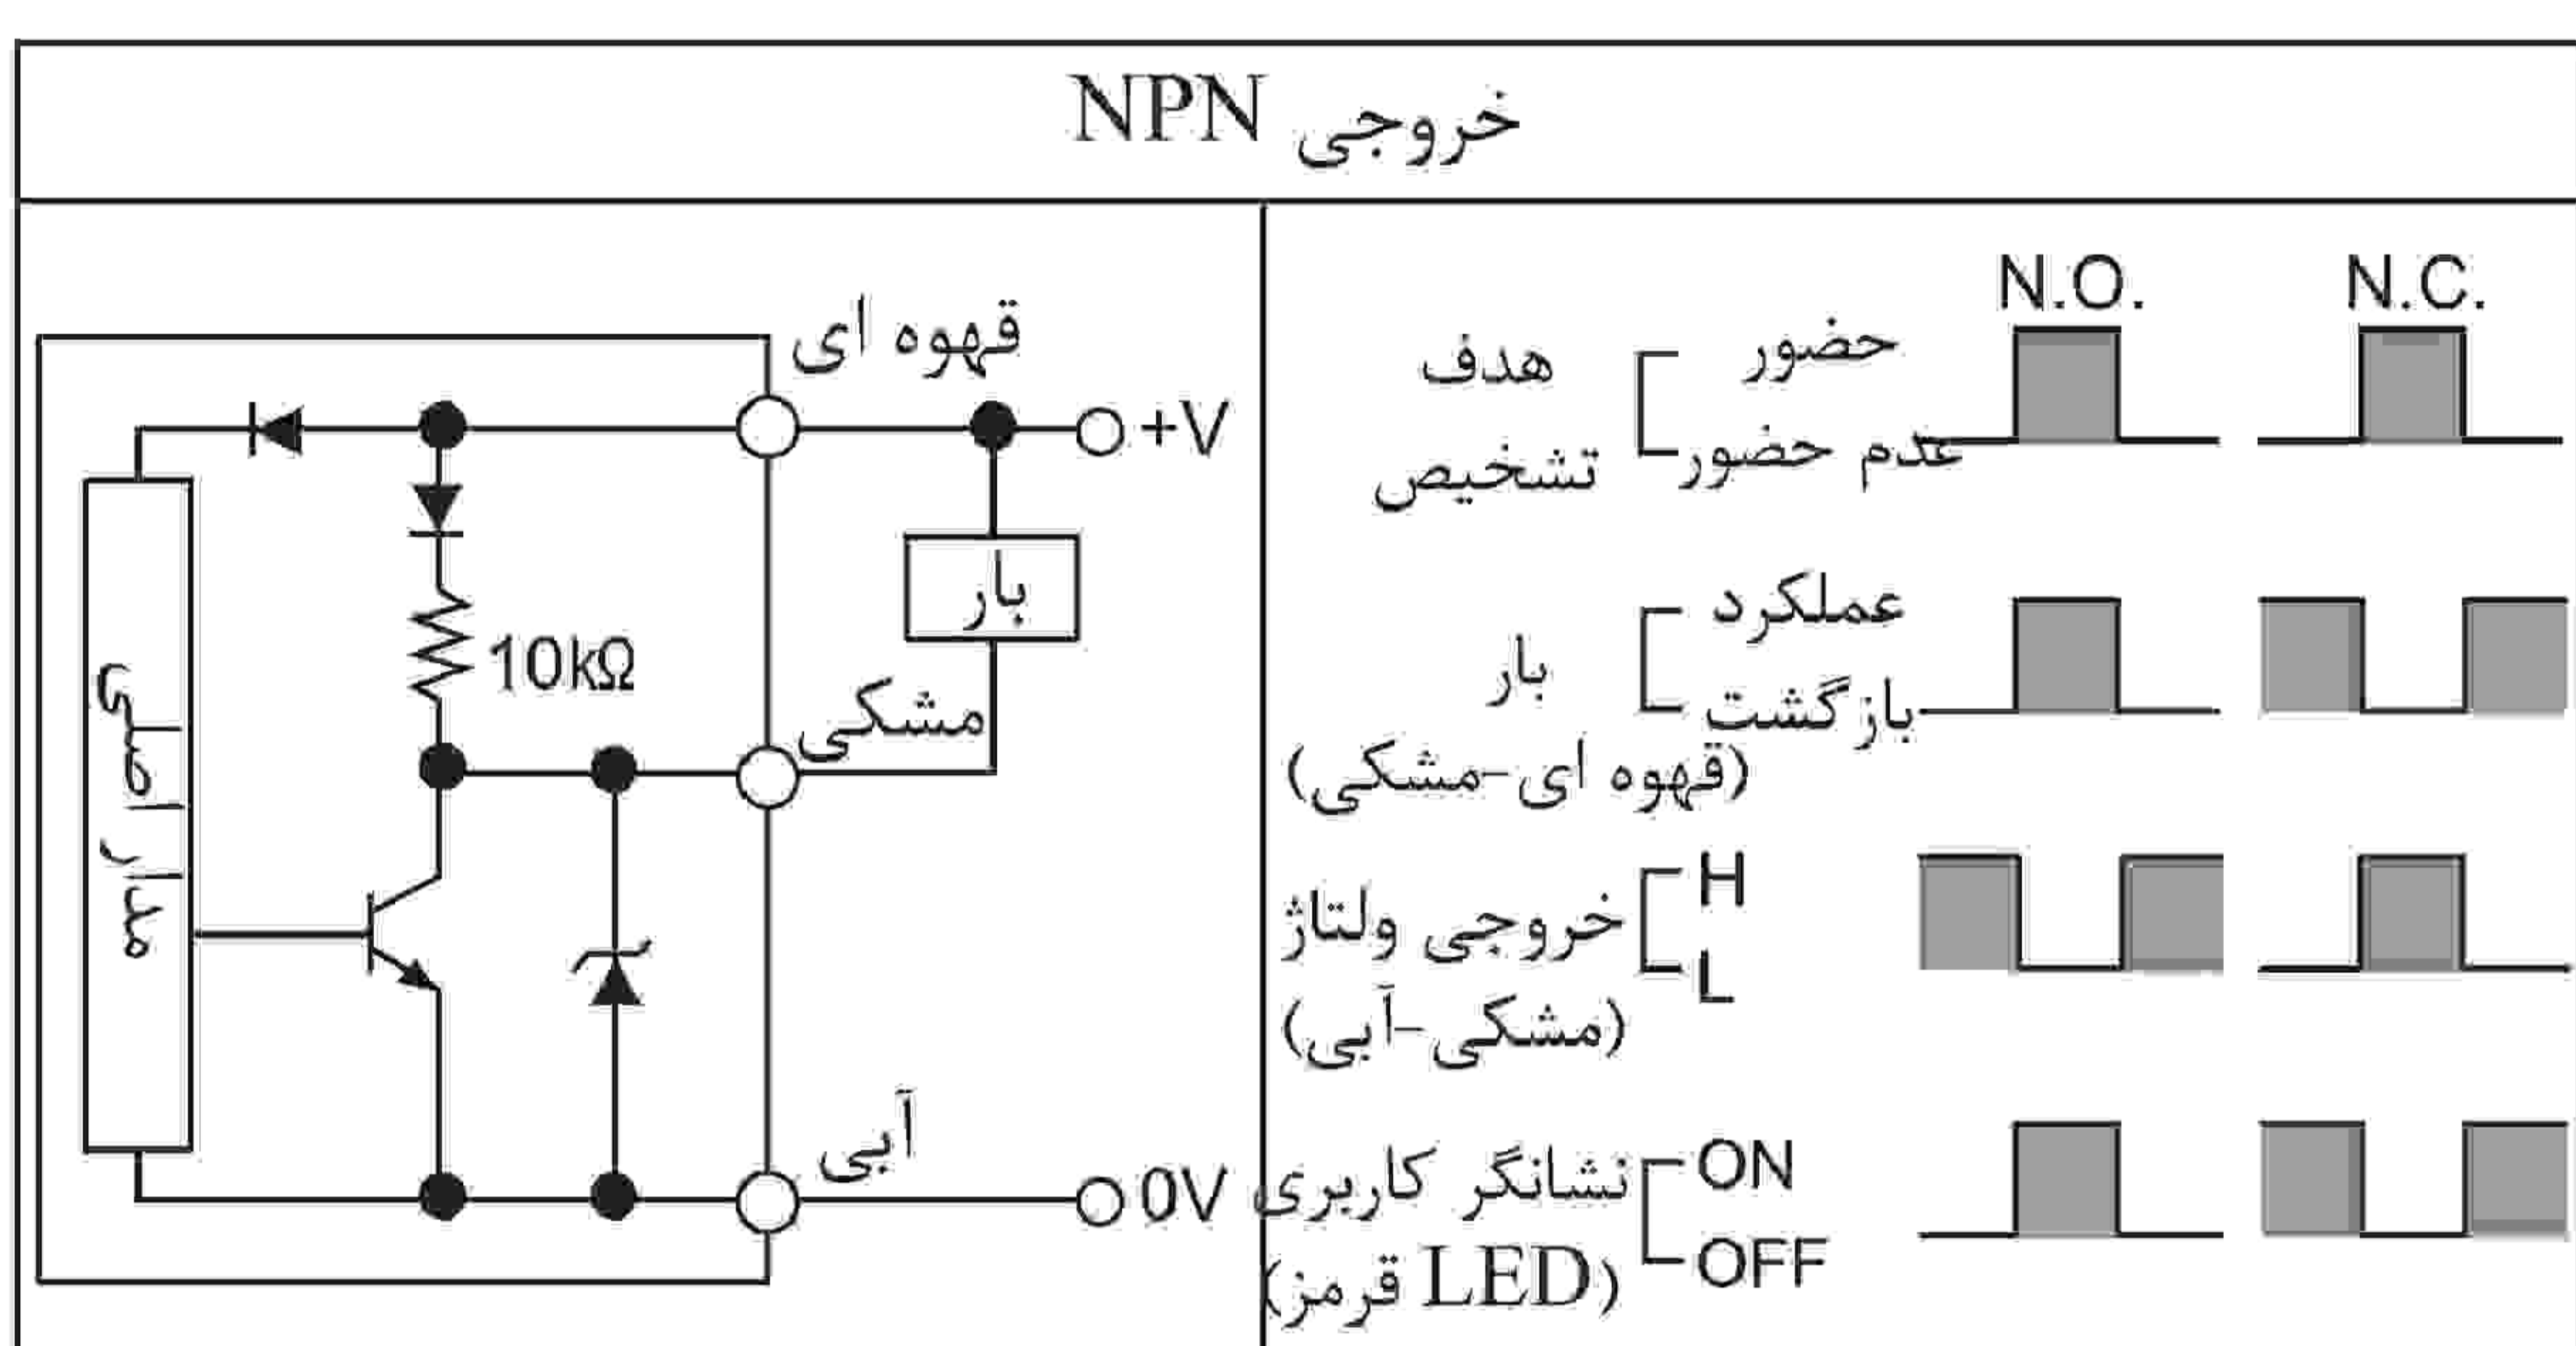 خروجی NPN
قهوه ای
+V
بار
10kΩ
مشکی
مدار اصلی
آبی
0V
N.O.
N.C.
هدف
تشخیص
حضور
عدم حضور
بار
(قهوه ای-مشکی)
عملکرد
بازگشت
خروجی ولتاژ
(مشکی-آبی)
H
L
نشانگر کاربری
(LED قرمز)
ON
OFF